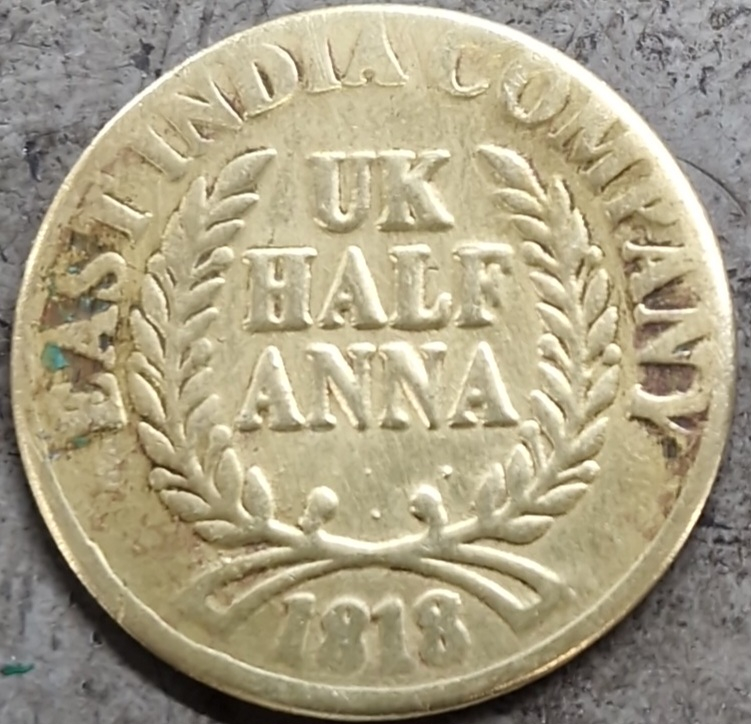 EAST INDIA COMPANY
UK
HALF
ANNA
1818